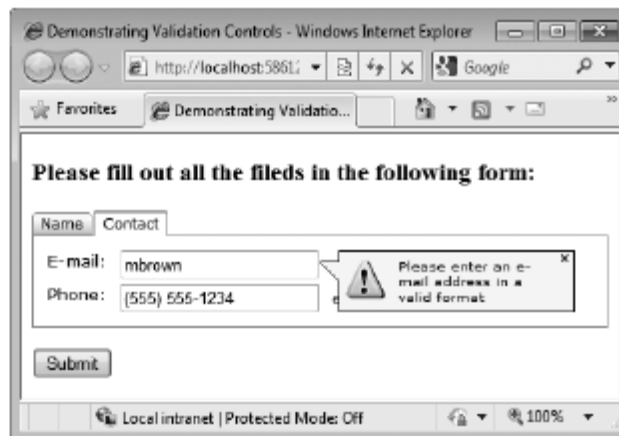 Demonstrating Validation Controls - Windows Internet Explorer
http://localhost:5861
Google
Favorites
Demonstrating Validatio...
Please fill out all the fileds in the following form:
Name
Contact
E-mail:
mbrown
Please enter an e-
mail address in a
valid format
Phone:
(555) 555-1234
Submit
Local intranet | Protected Mode: Off
100%